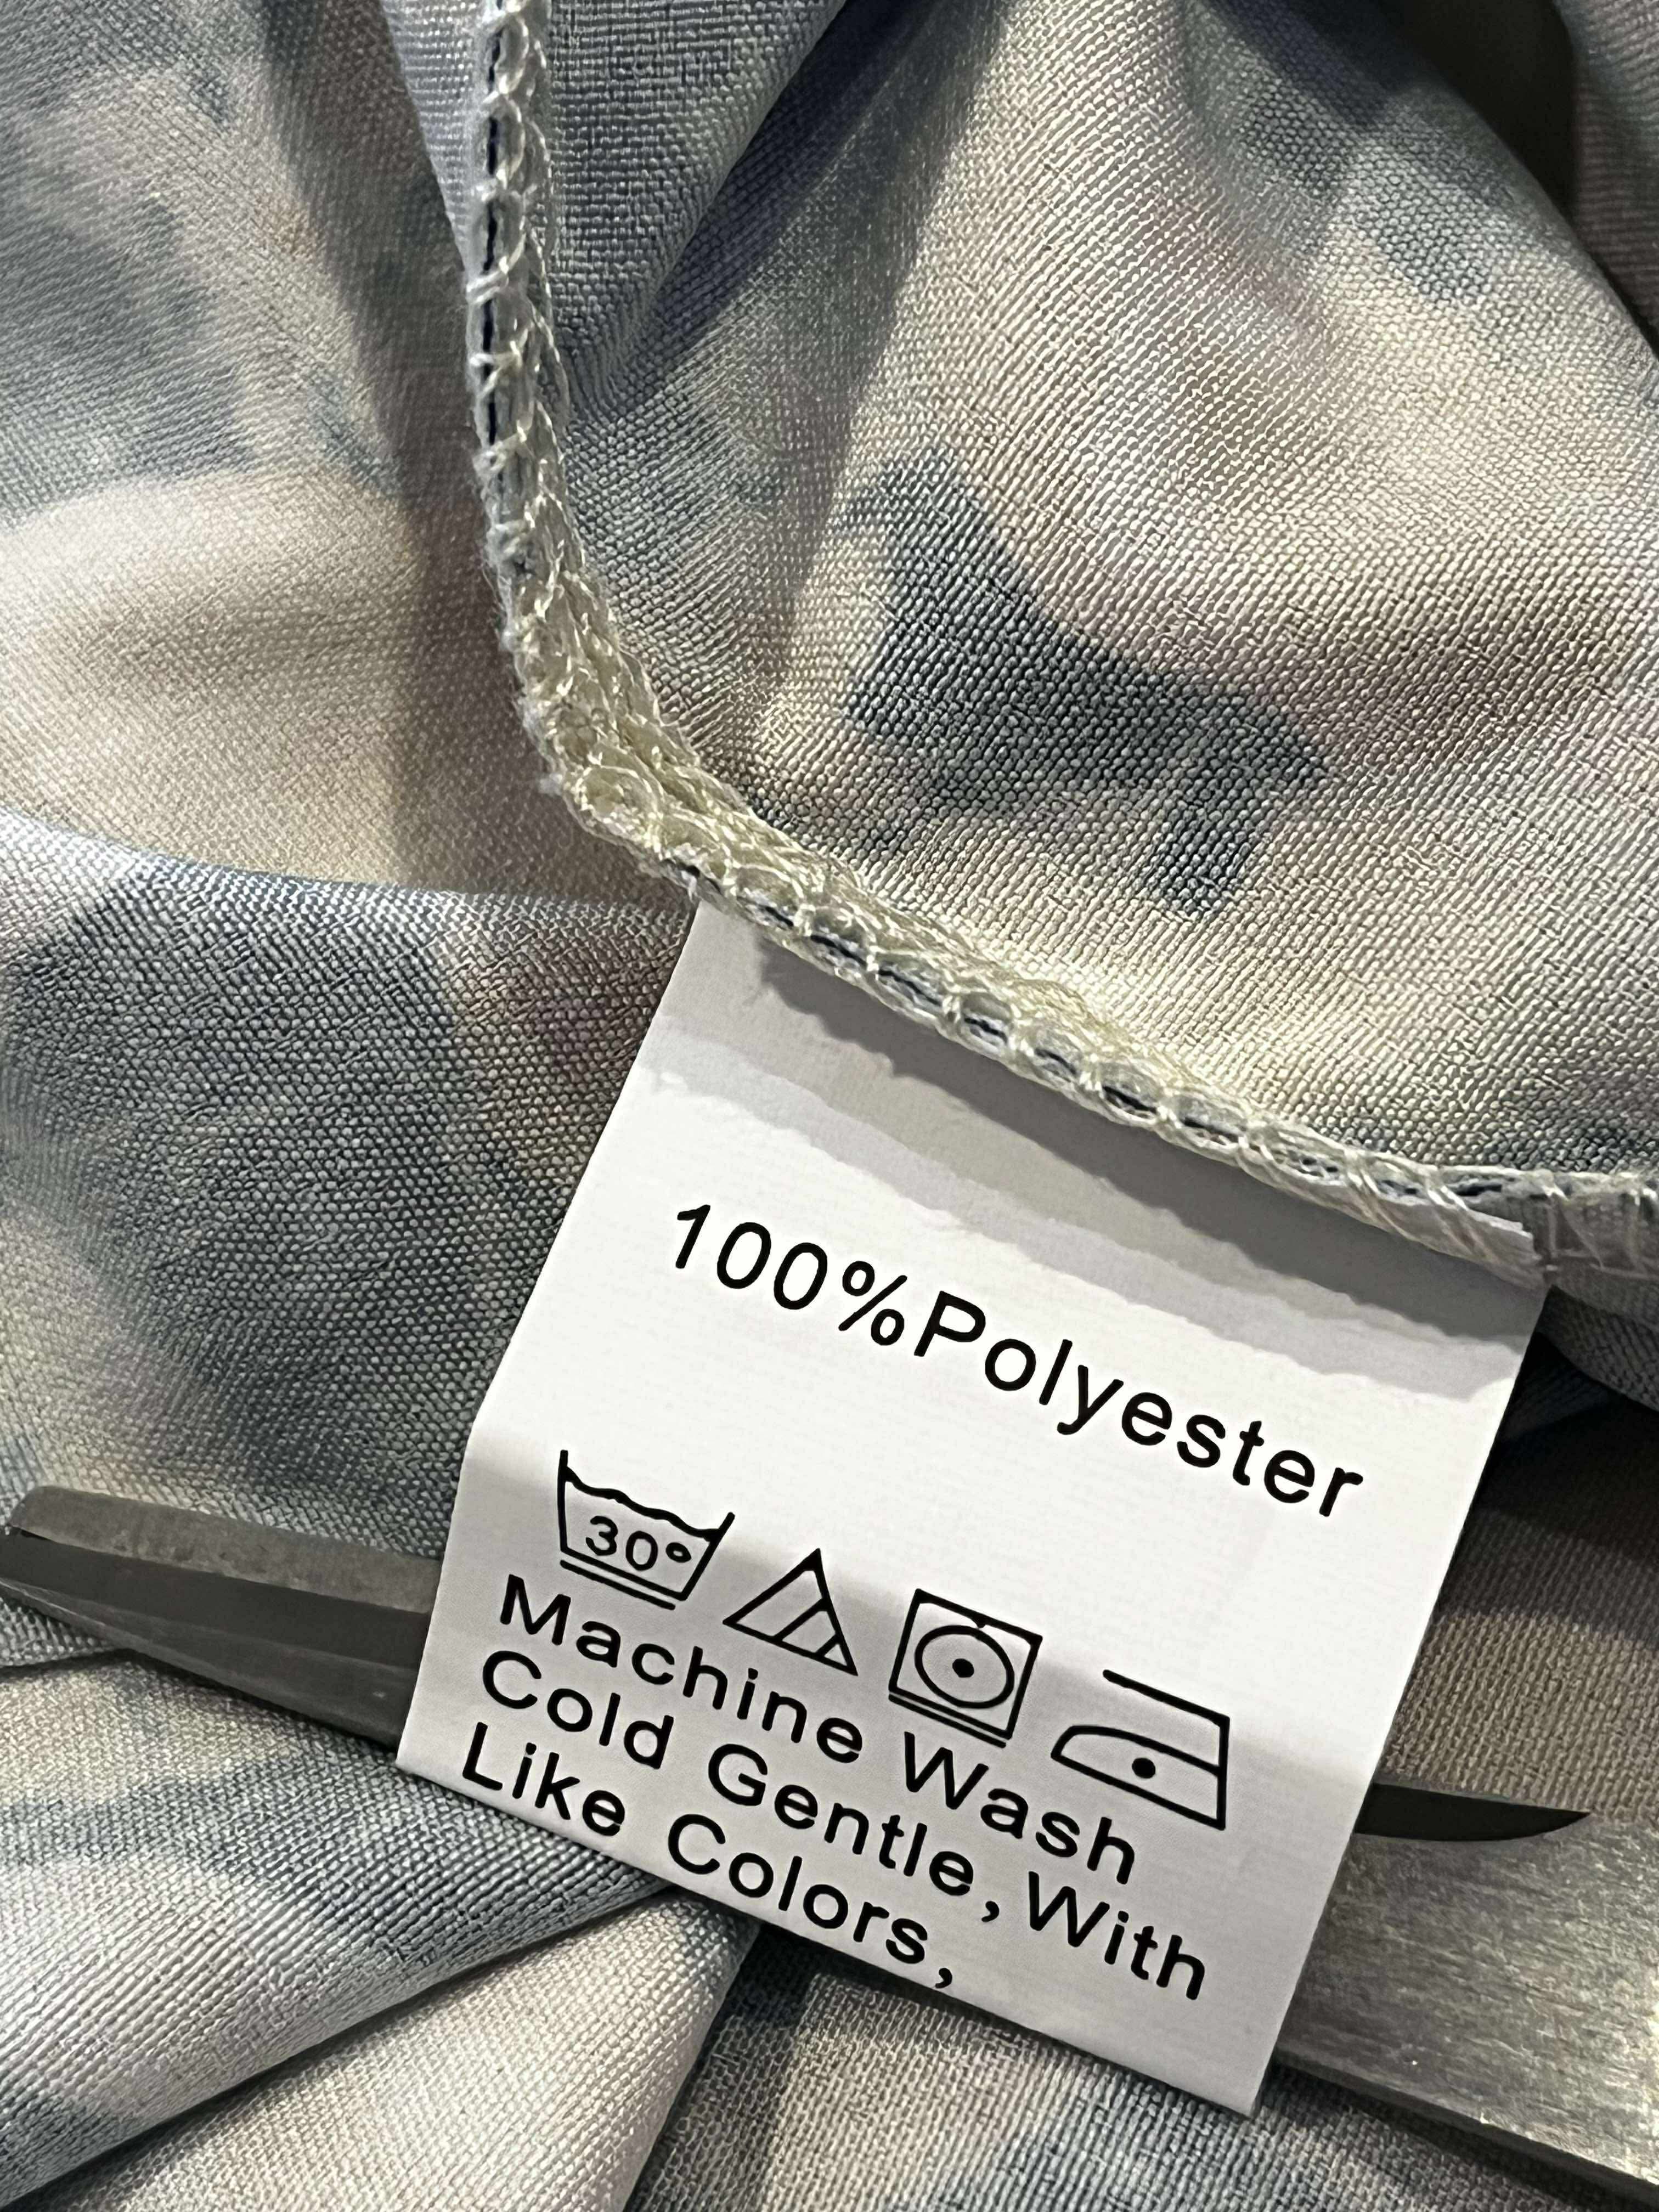 100%Polyester
30°
Machine Wash
Cold Gentle,With
Like Colors,